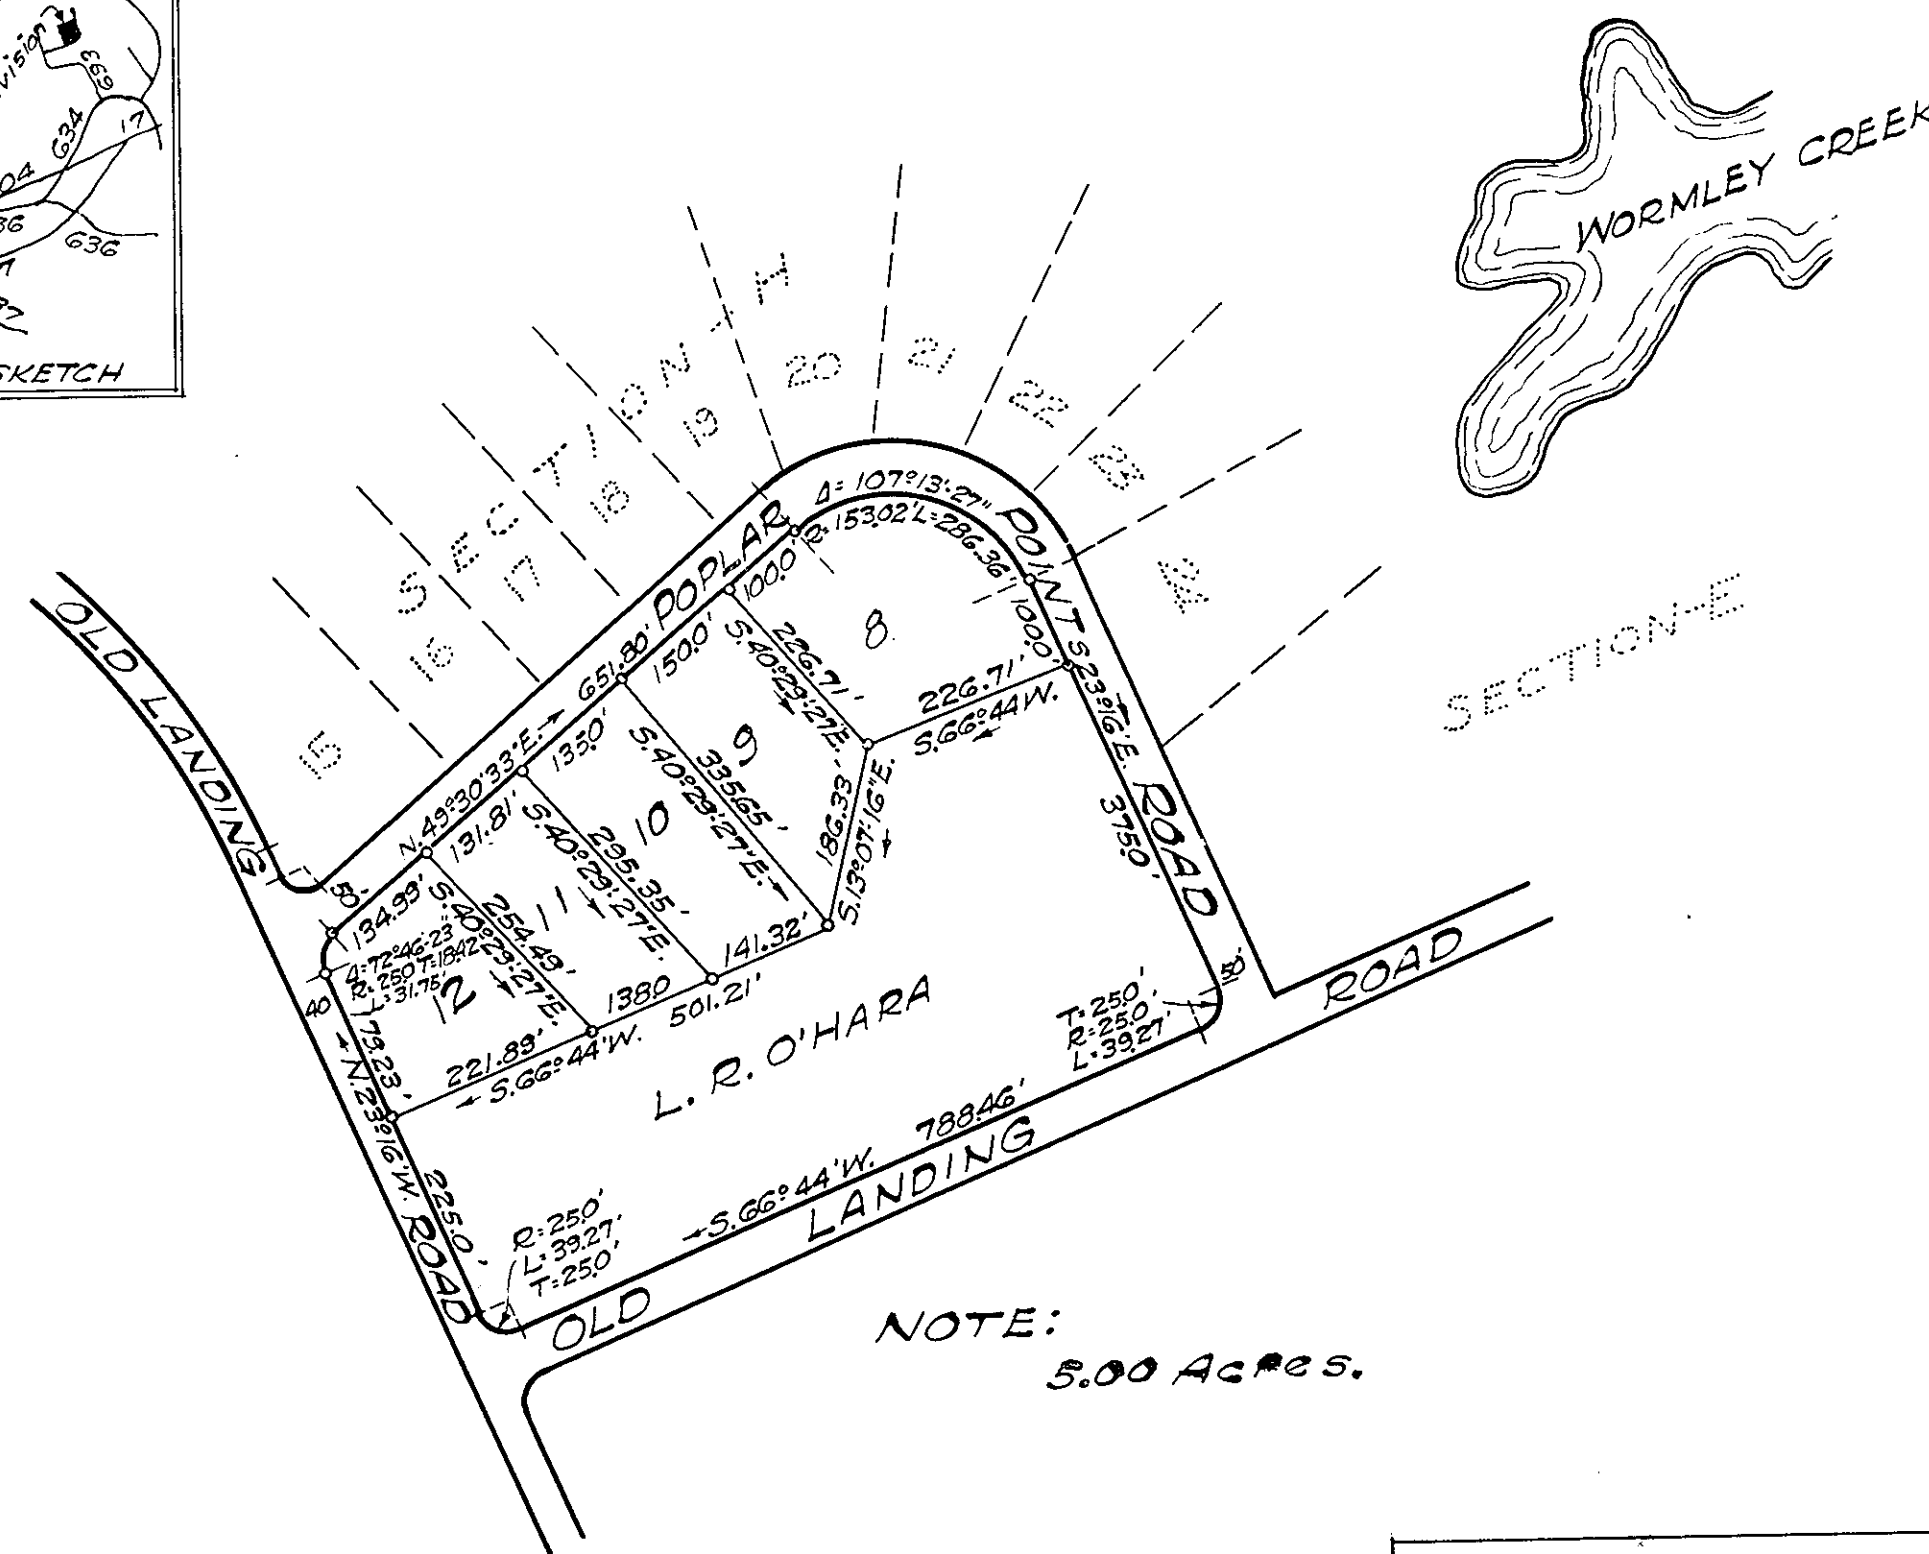 693
634
17
04
36
636
SKETCH
WORMLEY CREEK
SECTION-H
15
16
17
18
19
20
21
22
23
24
SECTION-E
OLD LANDING ROAD
POPLAR POINT ROAD
Δ= 107°13'-27"
R= 153.02' L=286.36'
N. 49°30'33"E. 651.80'
100.0'
150.0'
135.0'
131.81'
134.99'
50'
100.0'
S.23°16'E.
375.0'
8
226.71'
S.40°29'27"E.
226.71'
S.66°44'W.
9
335.65'
S.40°29'27"E.
186.33
S.13°07'16"E.
10
295.35'
S.40°29'27"E.
141.32'
11
254.49'
S.40°29'27"E.
138.0
501.21'
12
Δ=72°46'-23"
R=25.0' T=18.42'
L=31.75'
40
179.23'
N.23°16'W.
225.0'
221.89'
S.66°44'W.
L. R. O'HARA
T=25.0'
R=25.0'
L=39.27'
50'
R=25.0'
L=39.27'
T=25.0'
S.66°44'W. 788.46'
OLD LANDING ROAD
NOTE:
5.00 Acres.